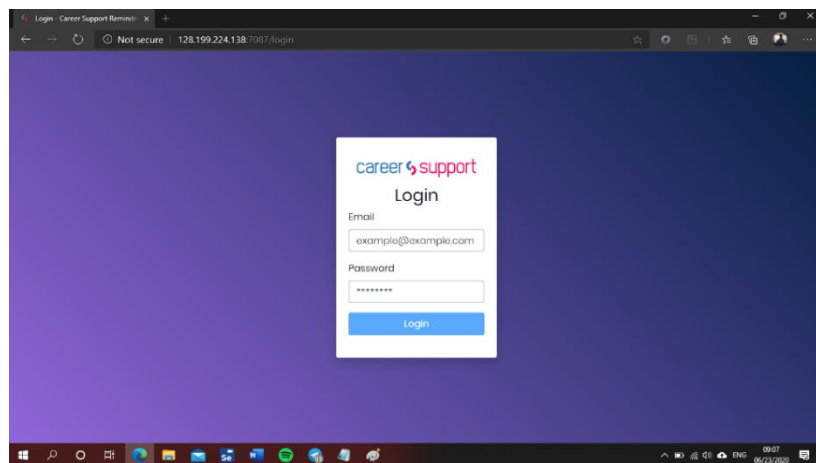 Login - Career Support Reminde
Not secure 128.199.224.138:7087/login
career support
Login
Email
example@example.com
Password
********
Login
ENG
09:07
06/23/2020